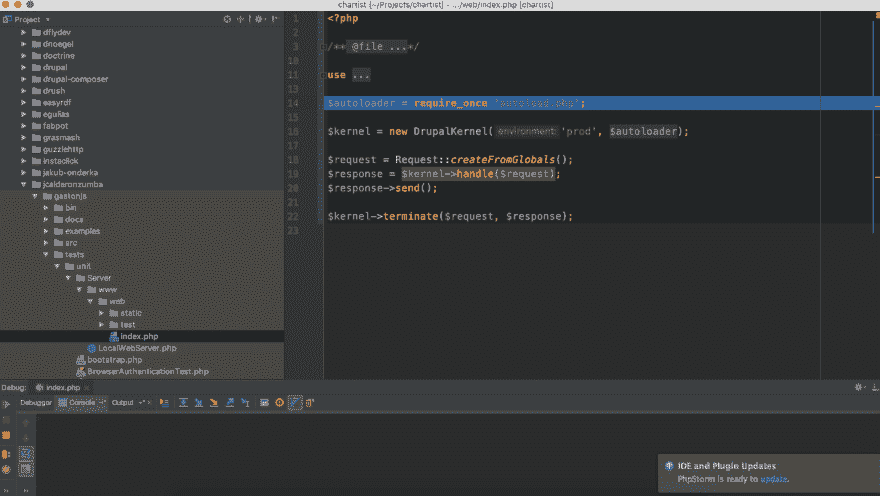 chartist [~/Projects/chartist] - .../web/index.php [chartist]
Project
dflydev
dnoegel
doctrine
drupal
drupal-composer
drush
easyrdf
egulias
fabpot
grasmash
guzzlehttp
instaclick
jakub-onderka
jcalderonzumba
gastonjs
bin
docs
examples
src
tests
unit
Server
www
web
static
test
index.php
LocalWebServer.php
bootstrap.php
BrowserAuthenticationTest.php
1 <?php
2
3 /** @file ...*/
10
11 use ...
13
14 $autoloader = require_once 'autoload.php';
15
16 $kernel = new DrupalKernel( environment: 'prod', $autoloader);
17
18 $request = Request::createFromGlobals();
19 $response = $kernel->handle($request);
20 $response->send();
21
22 $kernel->terminate($request, $response);
23
Debug: index.php
Debugger Console Output
IDE and Plugin Updates
PhpStorm is ready to update.